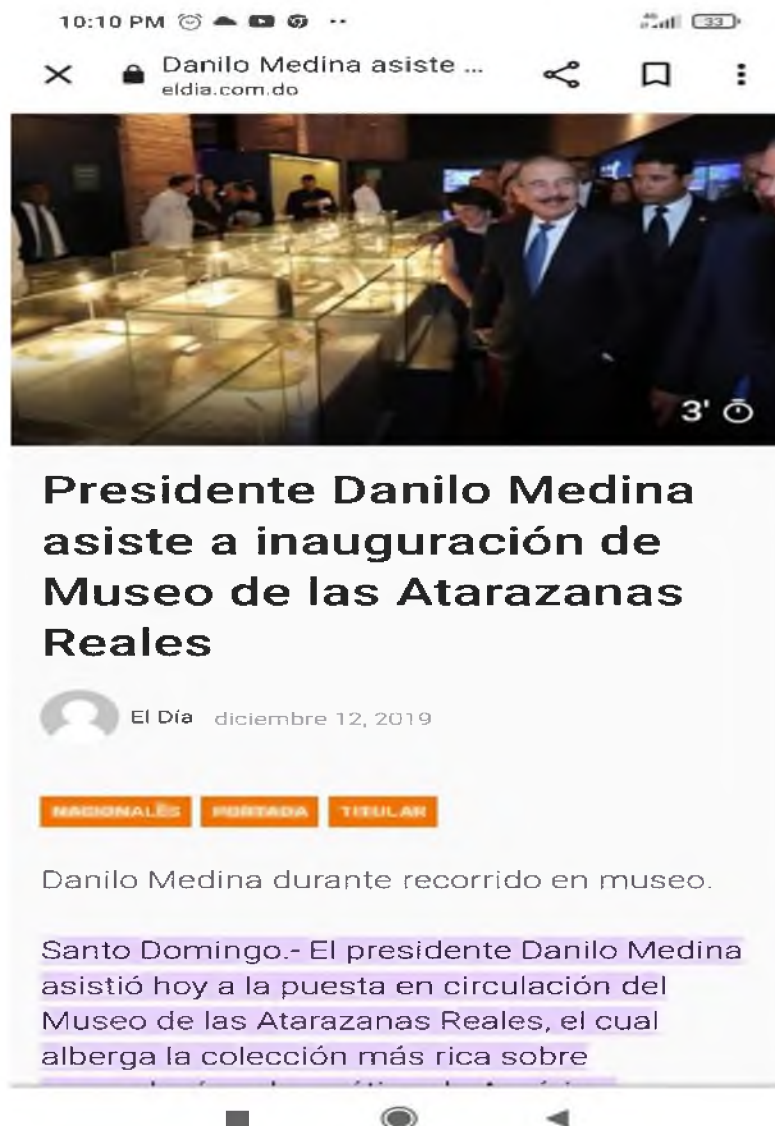 10:10 PM
33
Danilo Medina asiste ...
eldia.com.do
3'
Presidente Danilo Medina
asiste a inauguración de
Museo de las Atarazanas
Reales
El Día diciembre 12, 2019
NACIONALES PORTADA TITULAR
Danilo Medina durante recorrido en museo.
Santo Domingo.- El presidente Danilo Medina
asistió hoy a la puesta en circulación del
Museo de las Atarazanas Reales, el cual
alberga la colección más rica sobre